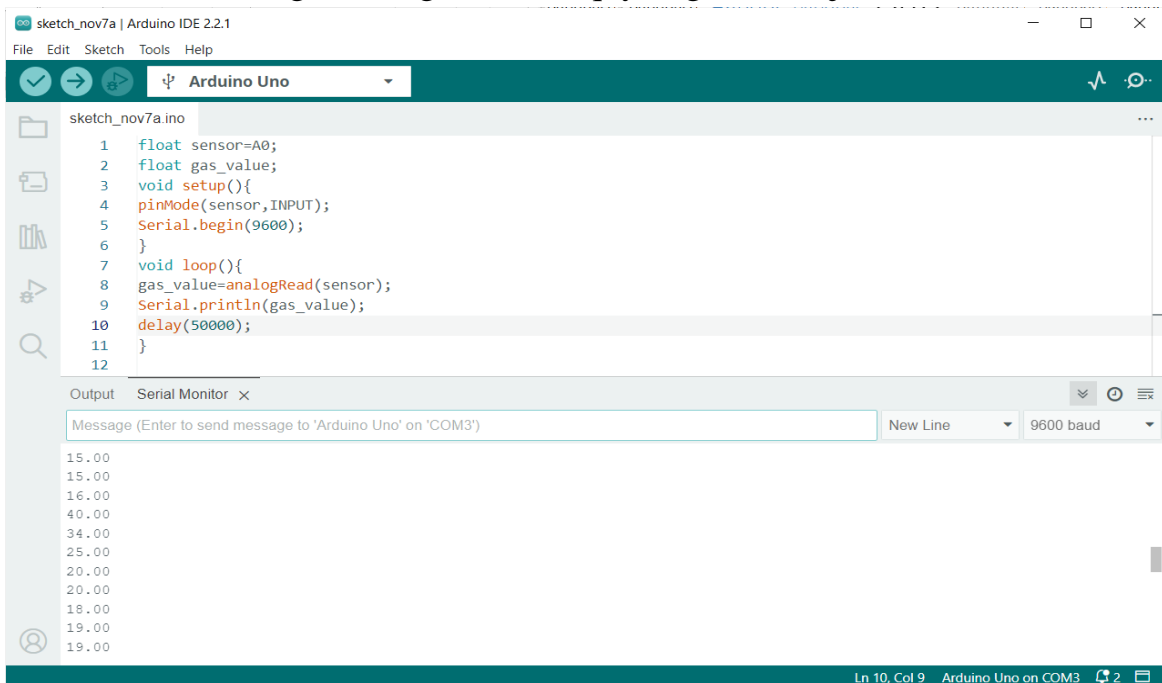 sketch_nov7a | Arduino IDE 2.2.1
File Edit Sketch Tools Help
Arduino Uno
sketch_nov7a.ino
1 float sensor=A0;
2 float gas_value;
3 void setup(){
4 pinMode(sensor,INPUT);
5 Serial.begin(9600);
6 }
7 void loop(){
8 gas_value=analogRead(sensor);
9 Serial.println(gas_value);
10 delay(50000);
11 }
12
Output Serial Monitor
Message (Enter to send message to 'Arduino Uno' on 'COM3') New Line 9600 baud
15.00
15.00
16.00
40.00
34.00
25.00
20.00
20.00
18.00
19.00
19.00
Ln 10, Col 9 Arduino Uno on COM3 2